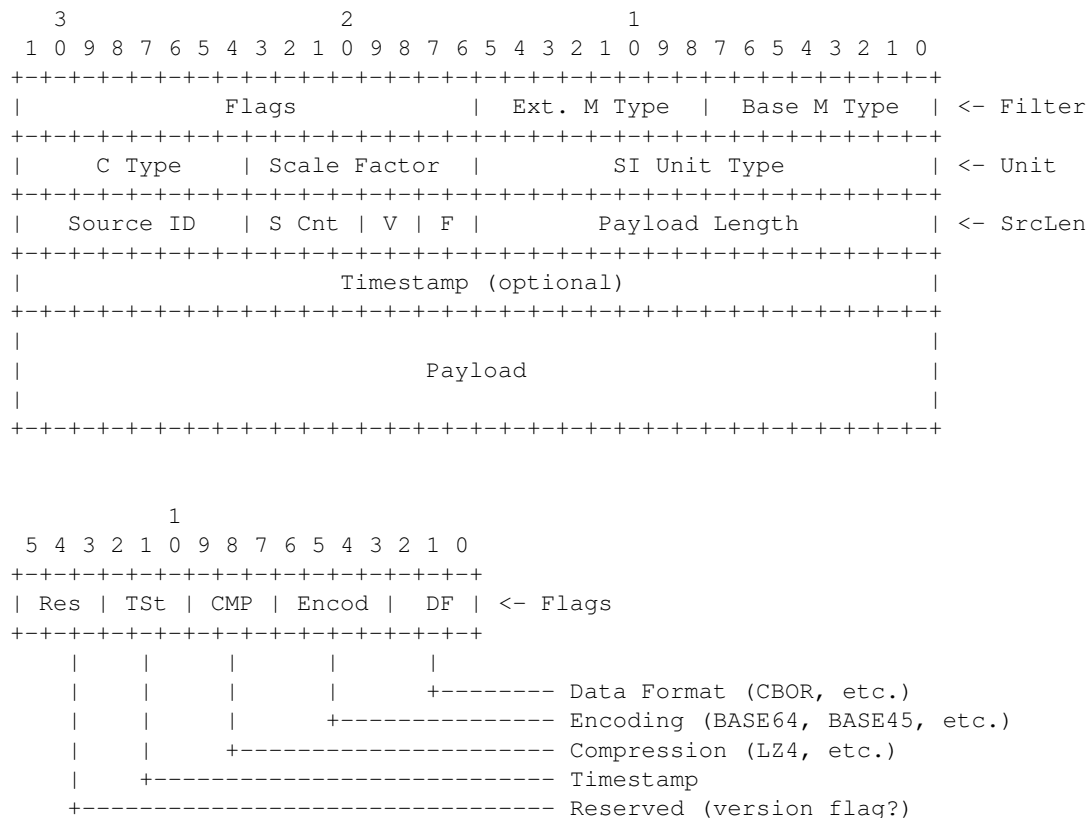 3                   2                   1
 1 0 9 8 7 6 5 4 3 2 1 0 9 8 7 6 5 4 3 2 1 0 9 8 7 6 5 4 3 2 1 0
+-+-+-+-+-+-+-+-+-+-+-+-+-+-+-+-+-+-+-+-+-+-+-+-+-+-+-+-+-+-+-+-+
|              Flags            |  Ext. M Type  |  Base M Type  | <- Filter
+-+-+-+-+-+-+-+-+-+-+-+-+-+-+-+-+-+-+-+-+-+-+-+-+-+-+-+-+-+-+-+-+
|     C Type    | Scale Factor  |         SI Unit Type          | <- Unit
+-+-+-+-+-+-+-+-+-+-+-+-+-+-+-+-+-+-+-+-+-+-+-+-+-+-+-+-+-+-+-+-+
|   Source ID   | S Cnt | V | F |        Payload Length         | <- SrcLen
+-+-+-+-+-+-+-+-+-+-+-+-+-+-+-+-+-+-+-+-+-+-+-+-+-+-+-+-+-+-+-+-+
|                      Timestamp (optional)                     |
+-+-+-+-+-+-+-+-+-+-+-+-+-+-+-+-+-+-+-+-+-+-+-+-+-+-+-+-+-+-+-+-+
|                                                               |
|                            Payload                            |
|                                                               |
+-+-+-+-+-+-+-+-+-+-+-+-+-+-+-+-+-+-+-+-+-+-+-+-+-+-+-+-+-+-+-+-+
           1
 5 4 3 2 1 0 9 8 7 6 5 4 3 2 1 0
+-+-+-+-+-+-+-+-+-+-+-+-+-+-+-+-+
| Res | TSt | CMP | Encod |  DF | <- Flags
+-+-+-+-+-+-+-+-+-+-+-+-+-+-+-+-+
    |    |     |      |      |
    |    |     |      |      +-------- Data Format (CBOR, etc.)
    |    |     |      +--------------- Encoding (BASE64, BASE45, etc.)
    |    |     +---------------------- Compression (LZ4, etc.)
    |    +---------------------------- Timestamp
    +--------------------------------- Reserved (version flag?)